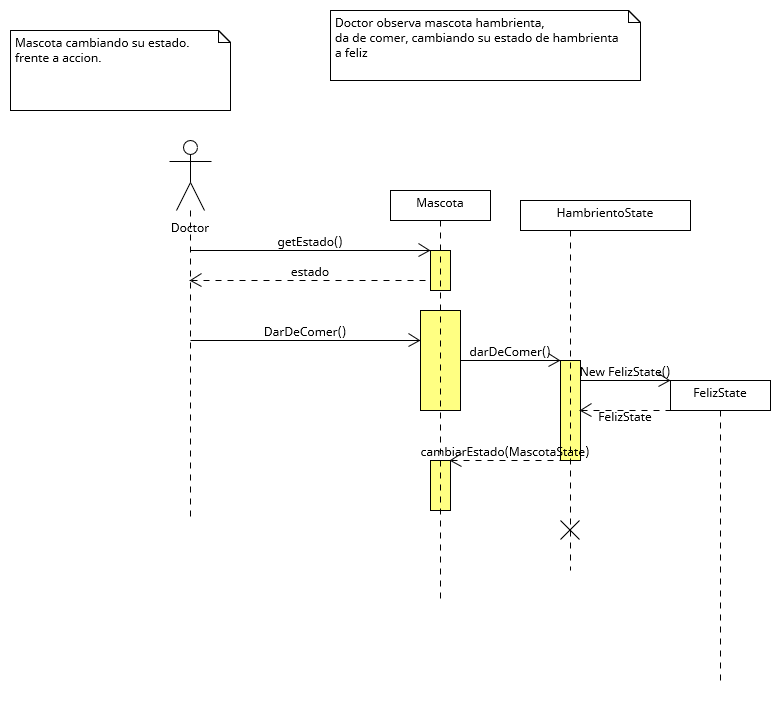 Mascota cambiando su estado.
frente a accion.
Doctor observa mascota hambrienta,
da de comer, cambiando su estado de hambrienta
a feliz
Doctor
Mascota
HambrientoState
getEstado()
estado
DarDeComer()
darDeComer()
New FelizState()
FelizState
FelizState
cambiarEstado(MascotaState)